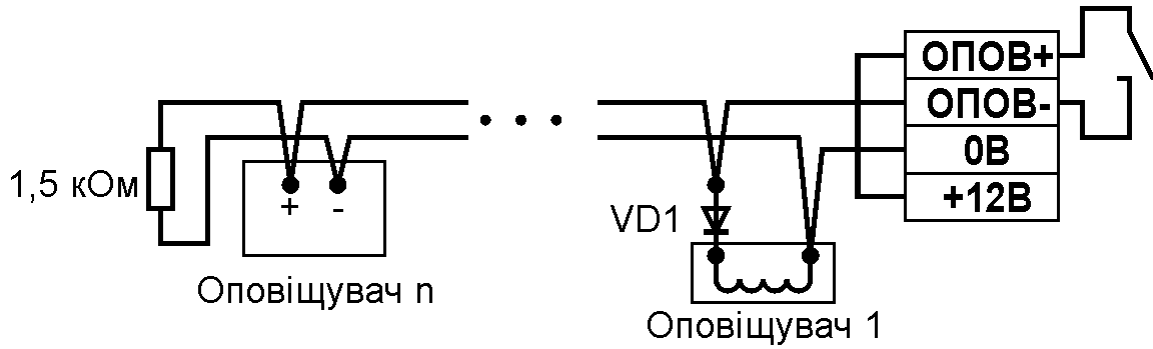 ОПОВ+
ОПОВ-
0В
+12В
1,5 кОм
+ -
VD1
Оповіщувач n
Оповіщувач 1